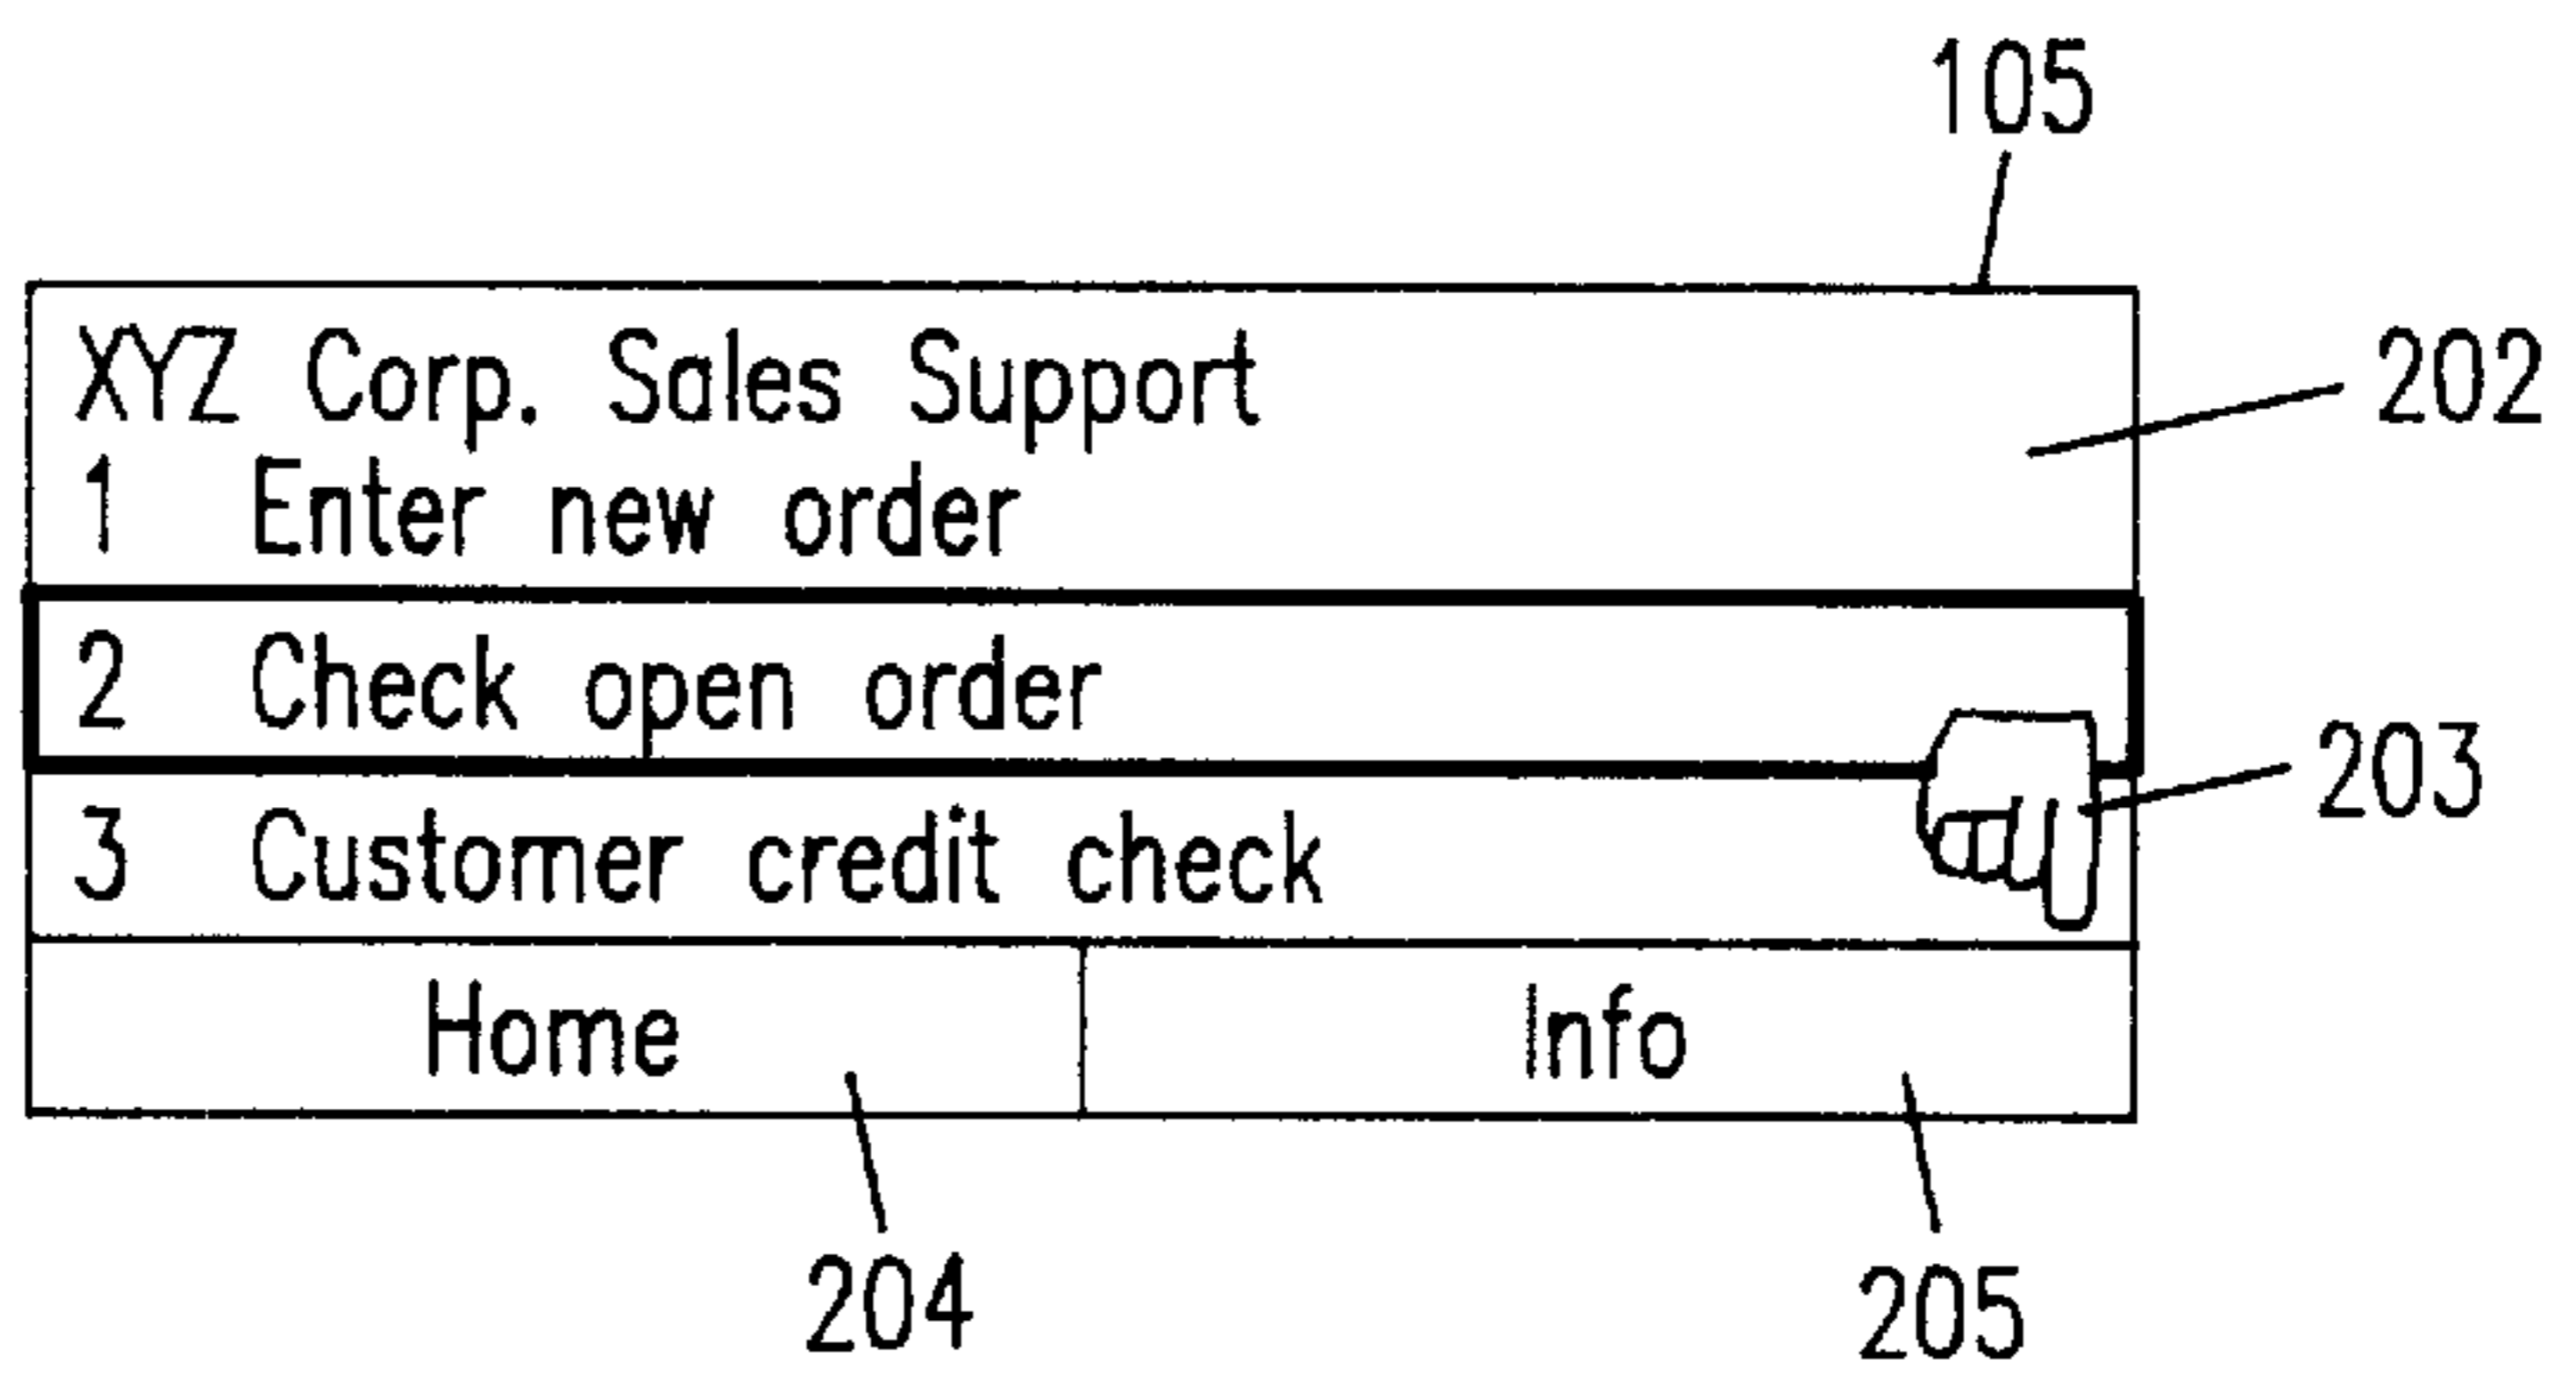 105
XYZ Corp. Sales Support
202
1 Enter new order
2 Check open order
203
3 Customer credit check
Home Info
204 205